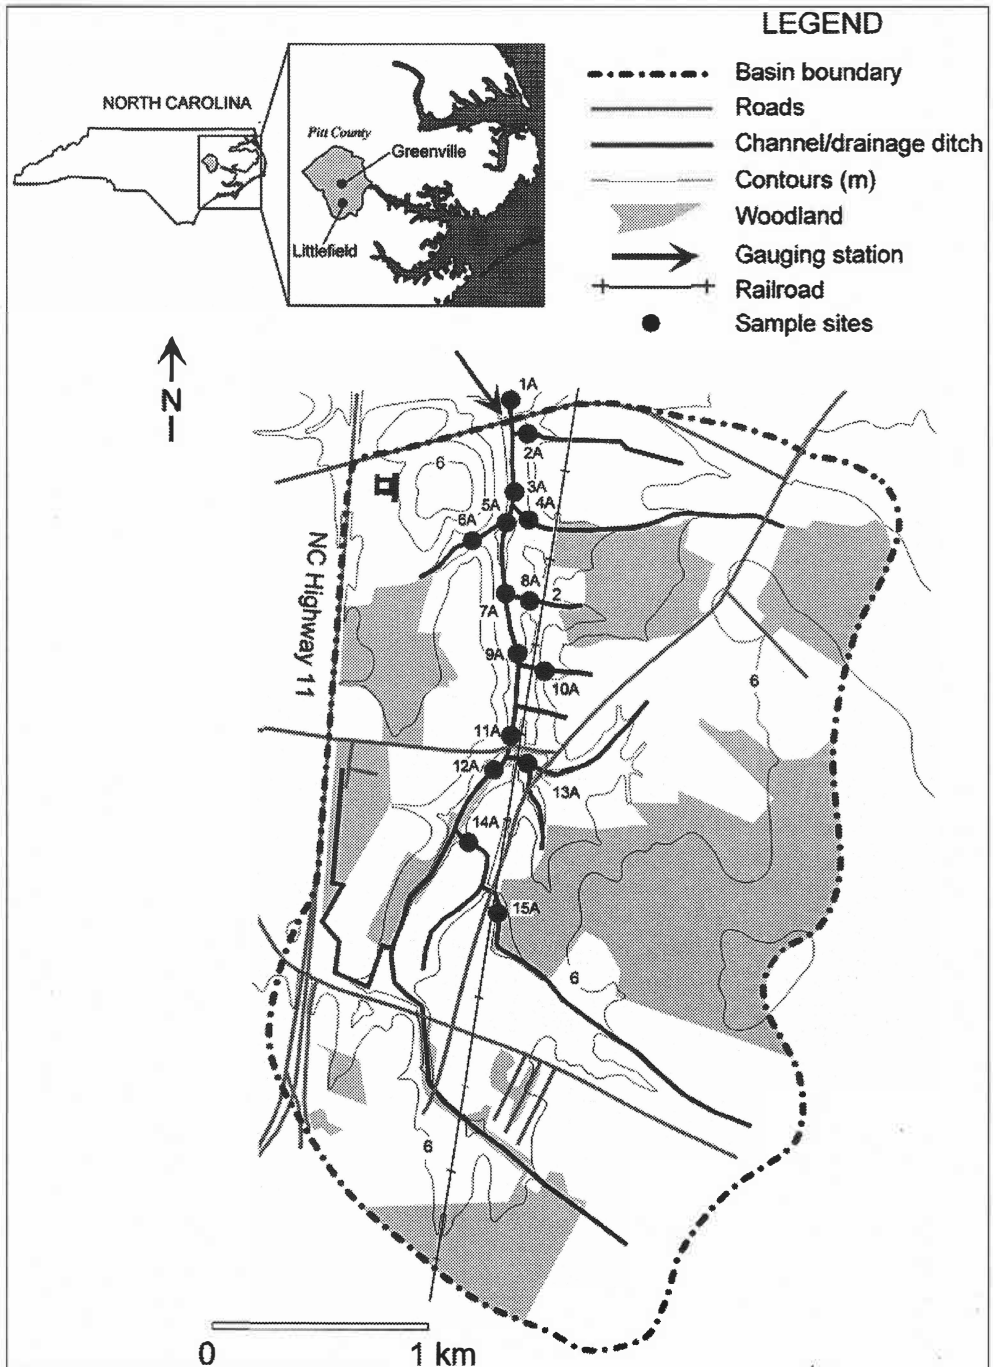 LEGEND
Basin boundary
Roads
Channel/drainage ditch
Contours (m)
Woodland
Gauging station
Railroad
Sample sites
NORTH CAROLINA
Pitt County
Greenville
Littlefield
N
NC Highway 11
1A
2A
6
3A
4A
5A
6A
8A
2
7A
9A
10A
6
11A
12A
13A
14A
15A
6
6
0
1 km